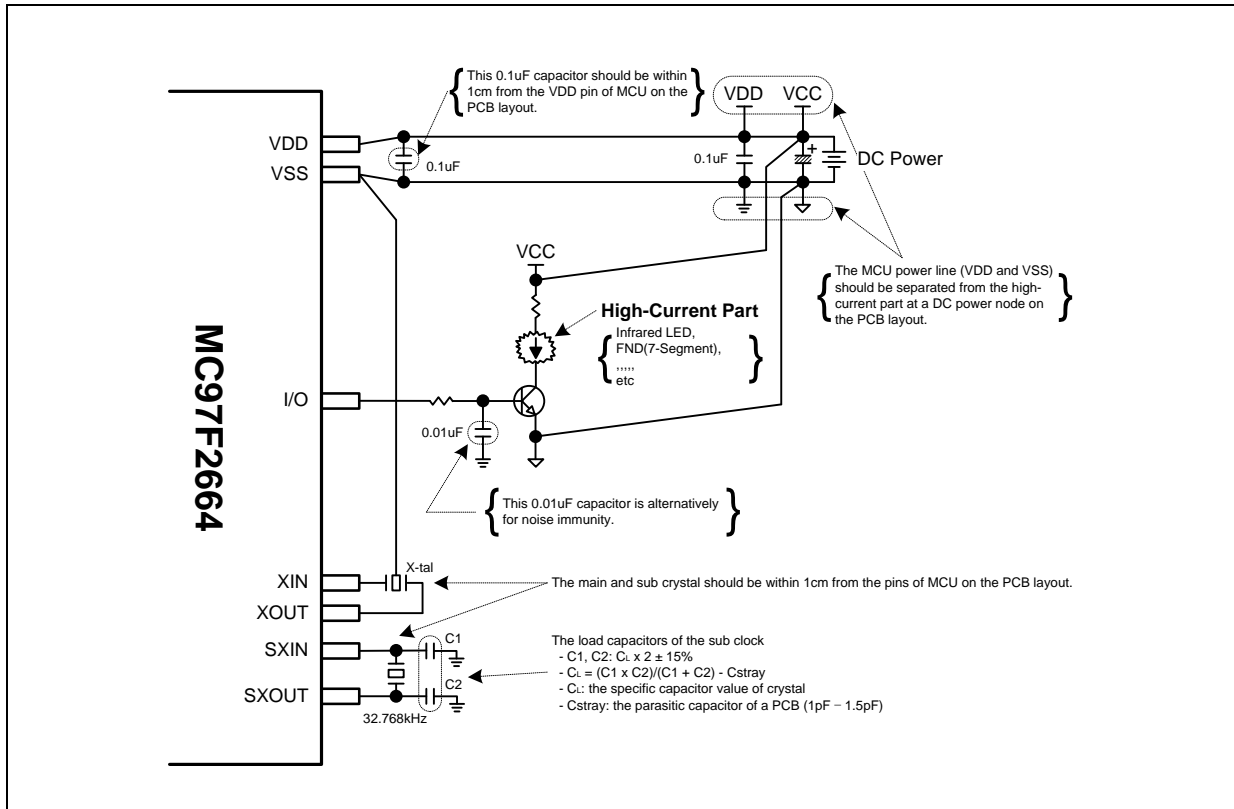 This 0.1uF capacitor should be within
1cm from the VDD pin of MCU on the
PCB layout.
VDD
VCC
VDD
VSS
0.1uF
0.1uF
+
DC Power
VCC
The MCU power line (VDD and VSS)
should be separated from the high-
current part at a DC power node on
the PCB layout.
High-Current Part
Infrared LED,
FND(7-Segment),
,,,,,
etc
MC97F2664
I/O
0.01uF
This 0.01uF capacitor is alternatively
for noise immunity.
XIN
X-tal
The main and sub crystal should be within 1cm from the pins of MCU on the PCB layout.
XOUT
SXIN
C1
SXOUT
C2
32.768kHz
The load capacitors of the sub clock
- C1, C2: CL x 2 ± 15%
- CL = (C1 x C2)/(C1 + C2) - Cstray
- CL: the specific capacitor value of crystal
- Cstray: the parasitic capacitor of a PCB (1pF – 1.5pF)